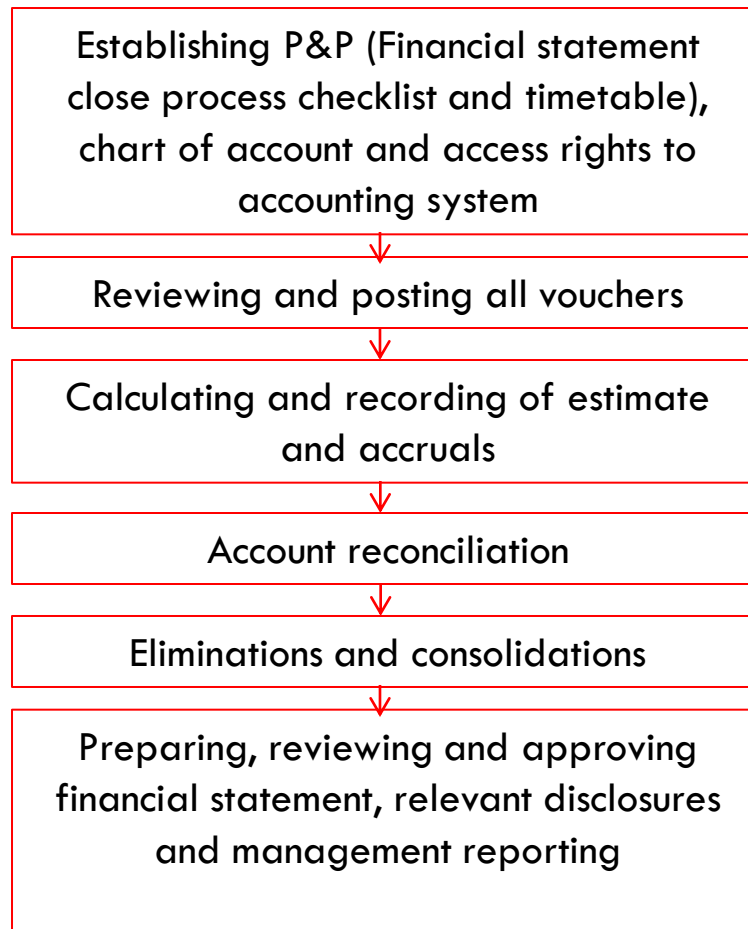 Establishing P&P (Financial statement
close process checklist and timetable),
chart of account and access rights to
accounting system
Reviewing and posting all vouchers
Calculating and recording of estimate
and accruals
Account reconciliation
Eliminations and consolidations
Preparing, reviewing and approving
financial statement, relevant disclosures
and management reporting